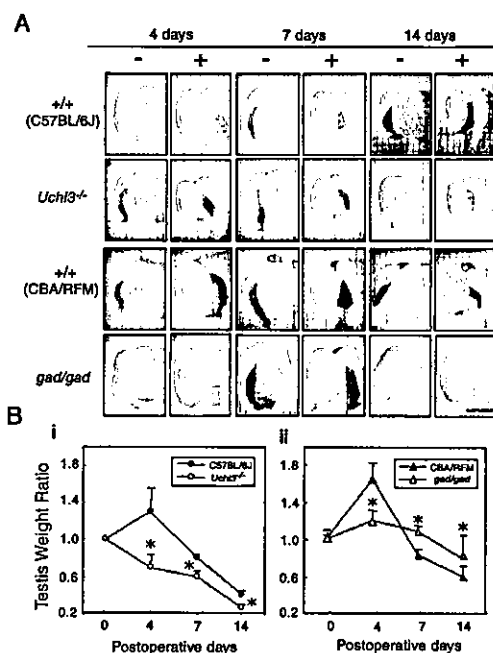 A
4 days 7 days 14 days
- + - + - +
+/+
(C57BL/6J)
Uchl3-/-
+/+
(CBA/RFM)
gad/gad
B
i ii
Testis Weight Ratio
1.8
1.4
1.0
0.6
0.2
C57BL/6J
Uchl3-/-
*
*
*
0 4 7 14
Postoperative days
1.8
1.4
1.0
0.6
0.2
CBA/RFM
gad/gad
*
*
*
0 4 7 14
Postoperative days